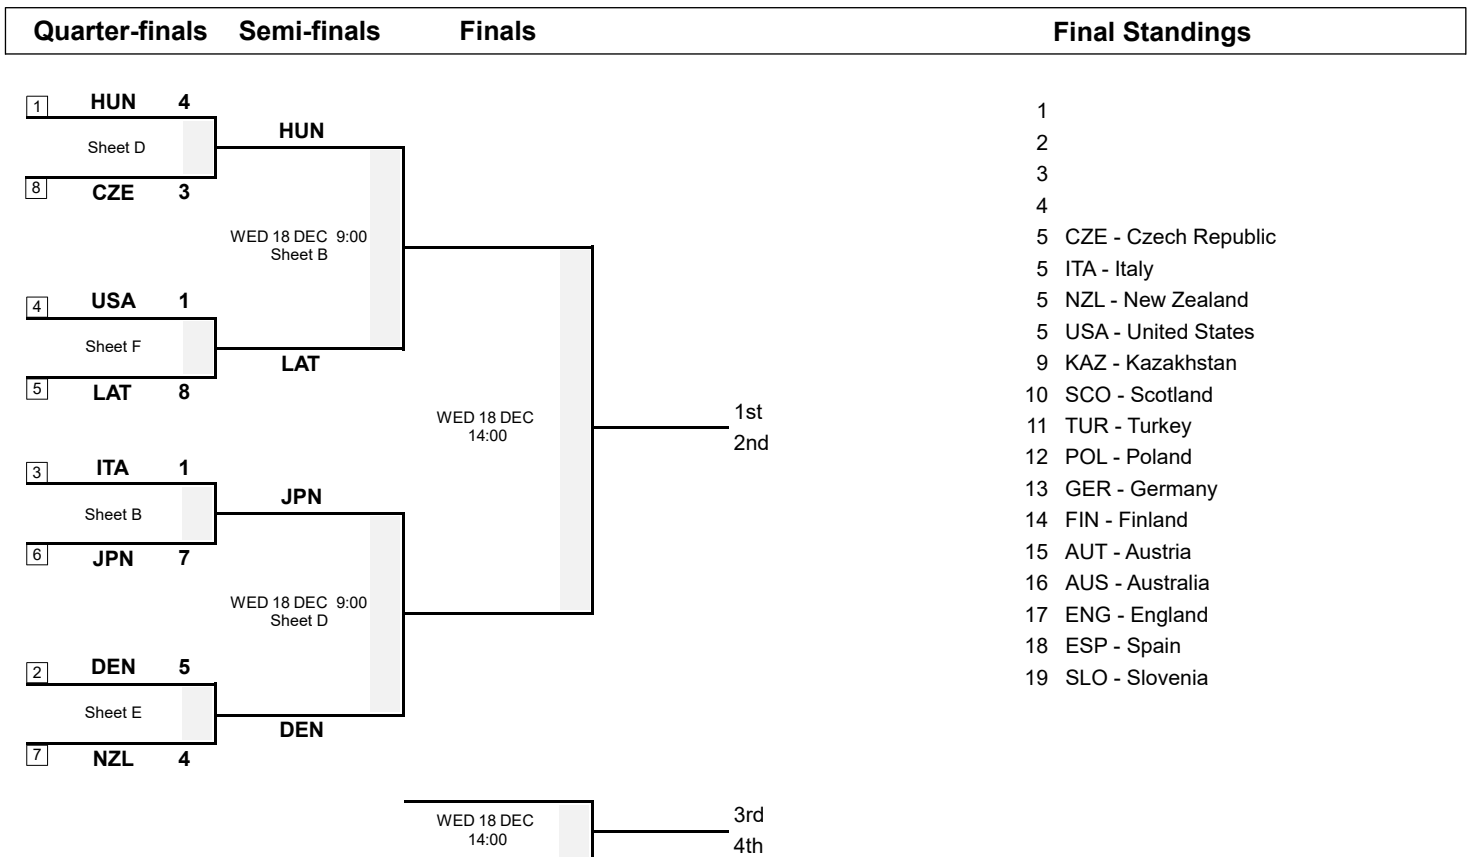 Quarter-finals Semi-finals Finals Final Standings
1 HUN 4
Sheet D
8 CZE 3
HUN
WED 18 DEC 9:00
Sheet B
4 USA 1
Sheet F
5 LAT 8
LAT
WED 18 DEC
14:00
1st
2nd
3 ITA 1
Sheet B
6 JPN 7
JPN
WED 18 DEC 9:00
Sheet D
2 DEN 5
Sheet E
7 NZL 4
DEN
WED 18 DEC
14:00
3rd
4th
1
2
3
4
5 CZE - Czech Republic
5 ITA - Italy
5 NZL - New Zealand
5 USA - United States
9 KAZ - Kazakhstan
10 SCO - Scotland
11 TUR - Turkey
12 POL - Poland
13 GER - Germany
14 FIN - Finland
15 AUT - Austria
16 AUS - Australia
17 ENG - England
18 ESP - Spain
19 SLO - Slovenia